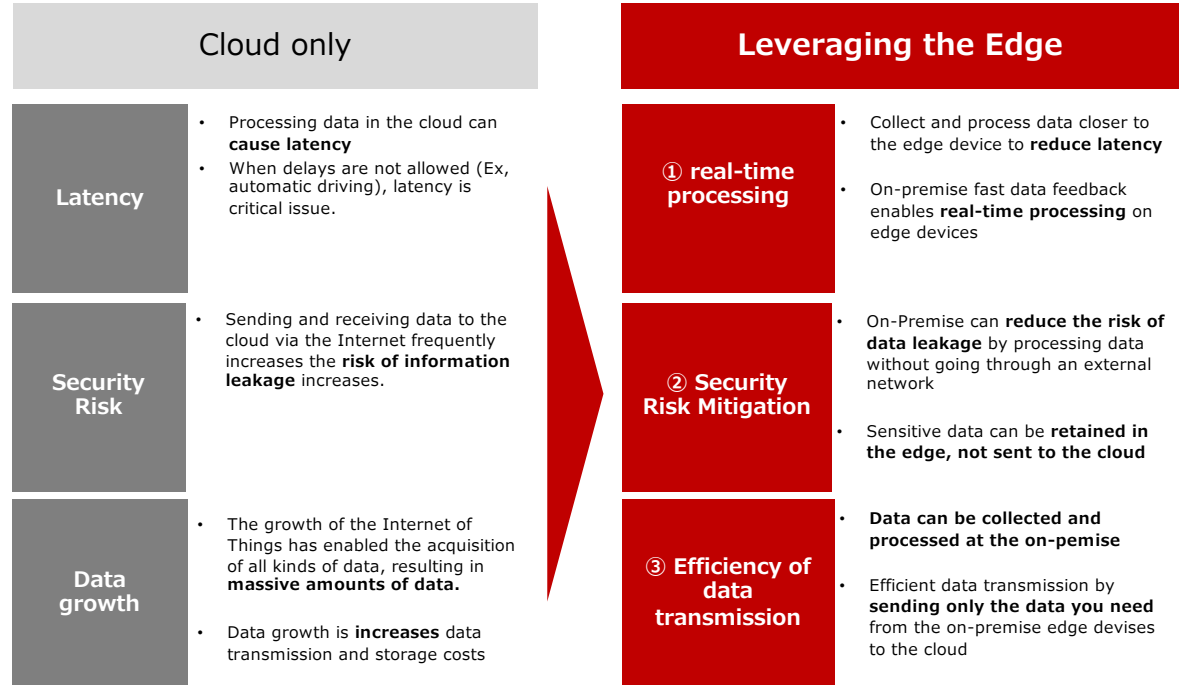 Cloud only
Leveraging the Edge
Latency
• Processing data in the cloud can
cause latency
• When delays are not allowed (Ex,
automatic driving), latency is
critical issue.
① real-time
processing
• Collect and process data closer to
the edge device to reduce latency
• On-premise fast data feedback
enables real-time processing on
edge devices
Security
Risk
• Sending and receiving data to the
cloud via the Internet frequently
increases the risk of information
leakage increases.
② Security
Risk Mitigation
• On-Premise can reduce the risk of
data leakage by processing data
without going through an external
network
• Sensitive data can be retained in
the edge, not sent to the cloud
Data
growth
• The growth of the Internet of
Things has enabled the acquisition
of all kinds of data, resulting in
massive amounts of data.
• Data growth is increases data
transmission and storage costs
③ Efficiency of
data
transmission
• Data can be collected and
processed at the on-pemise
• Efficient data transmission by
sending only the data you need
from the on-premise edge devises
to the cloud